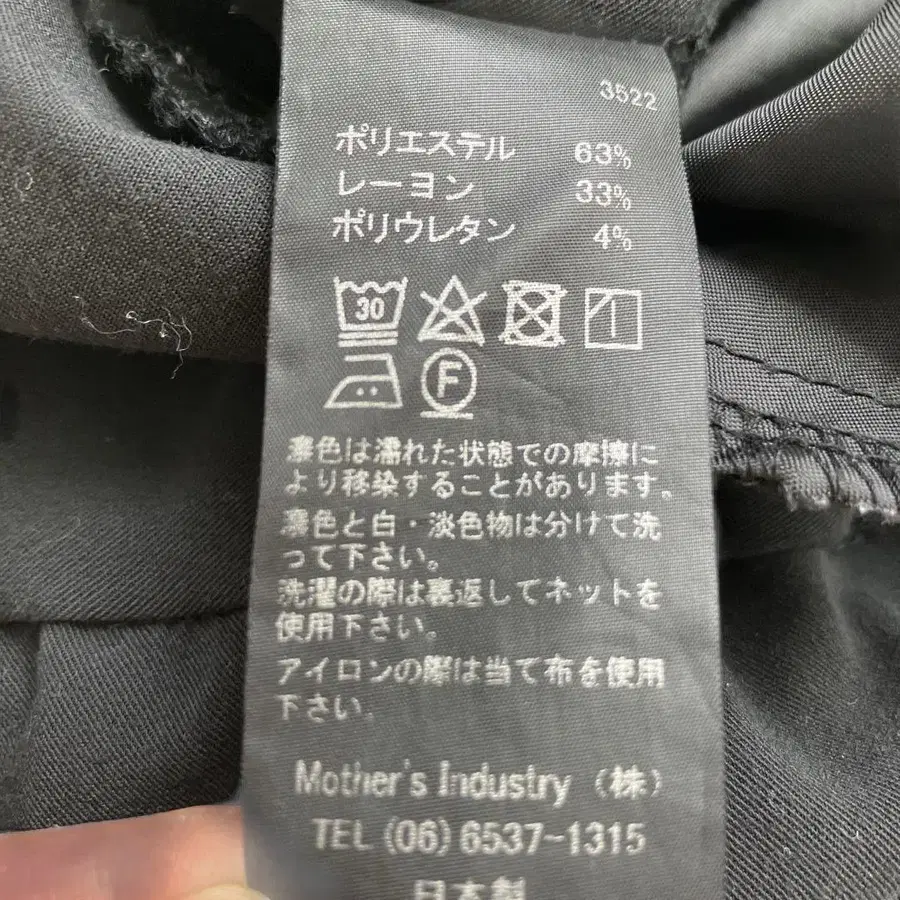 3522
ポリエステル 63%
レーヨン 33%
ポリウレタン 4%
30
F
濃色は濡れた状態での摩擦に
より移染することがあります。
濃色と白・淡色物は分けて洗
って下さい。
洗濯の際は裏返してネットを
使用下さい。
アイロンの際は当て布を使用
下さい。
Mother's Industry (株)
TEL (06) 6537-1315
日本製